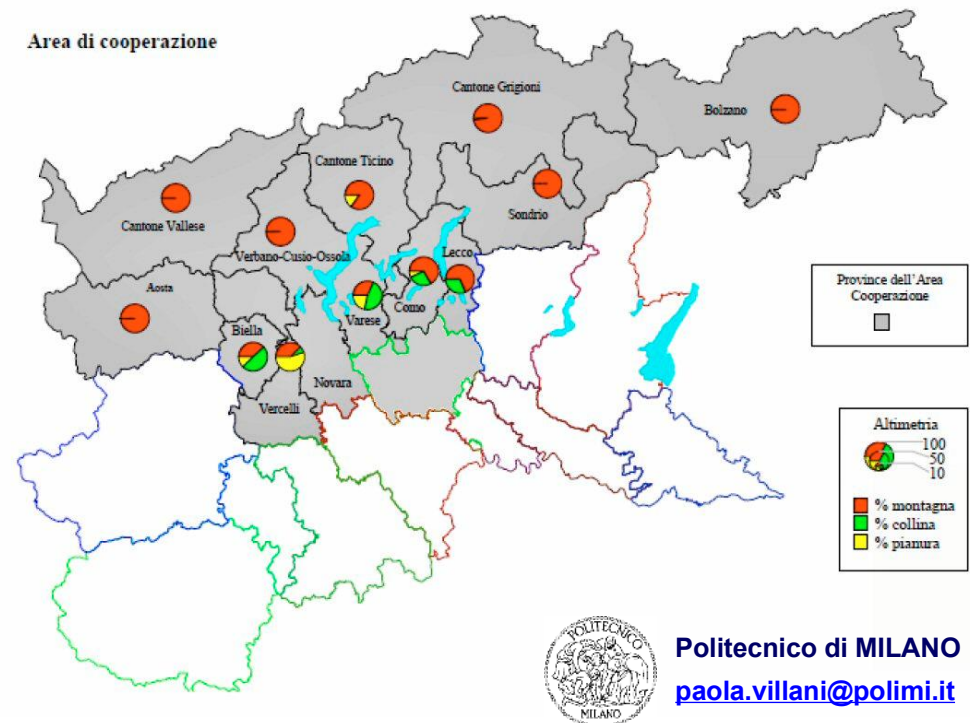 Area di cooperazione
Cantone Grigioni
Bolzano
Cantone Ticino
Sondrio
Cantone Vallese
Verbano-Cusio-Ossola
Lecco
Aosta
Como
Varese
Biella
Novara
Vercelli
Province dell'Area
Cooperazione
Altimetria
100
50
10
% montagna
% collina
% pianura
POLITECNICO
MILANO
Politecnico di MILANO
paola.villani@polimi.it